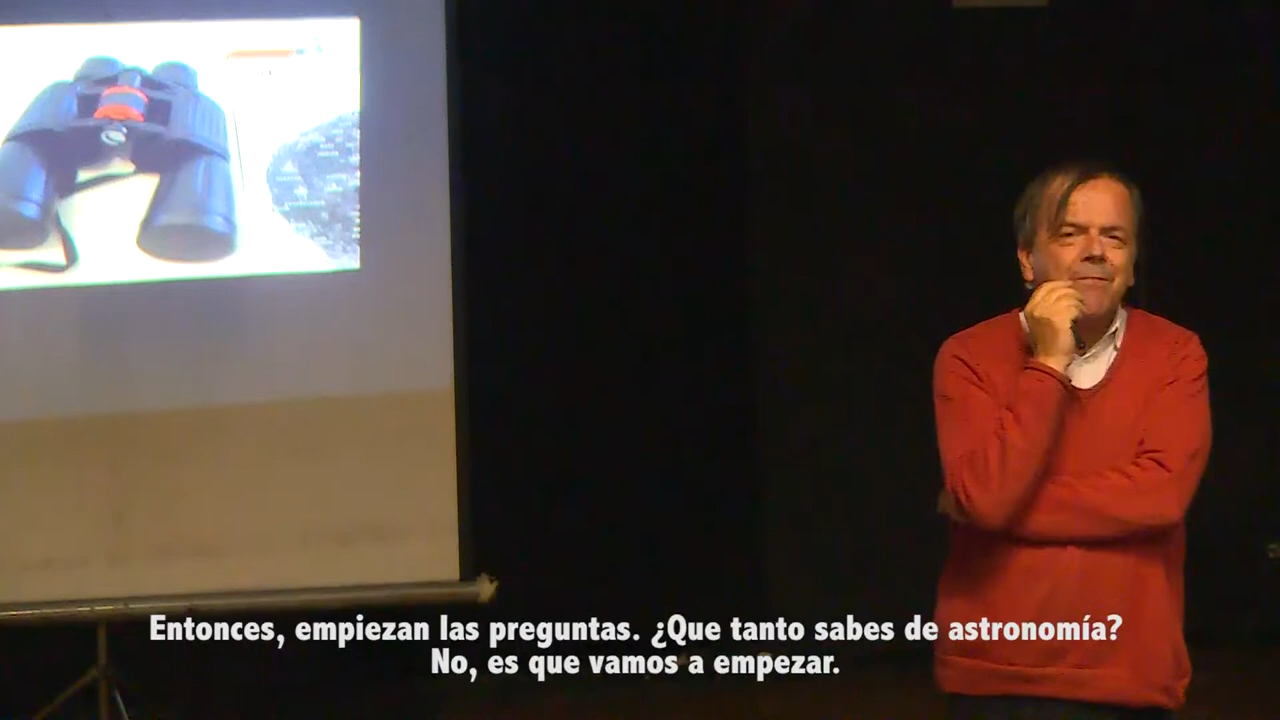 Entonces, empiezan las preguntas. ¿Que tanto sabes de astronomía?
No, es que vamos a empezar.